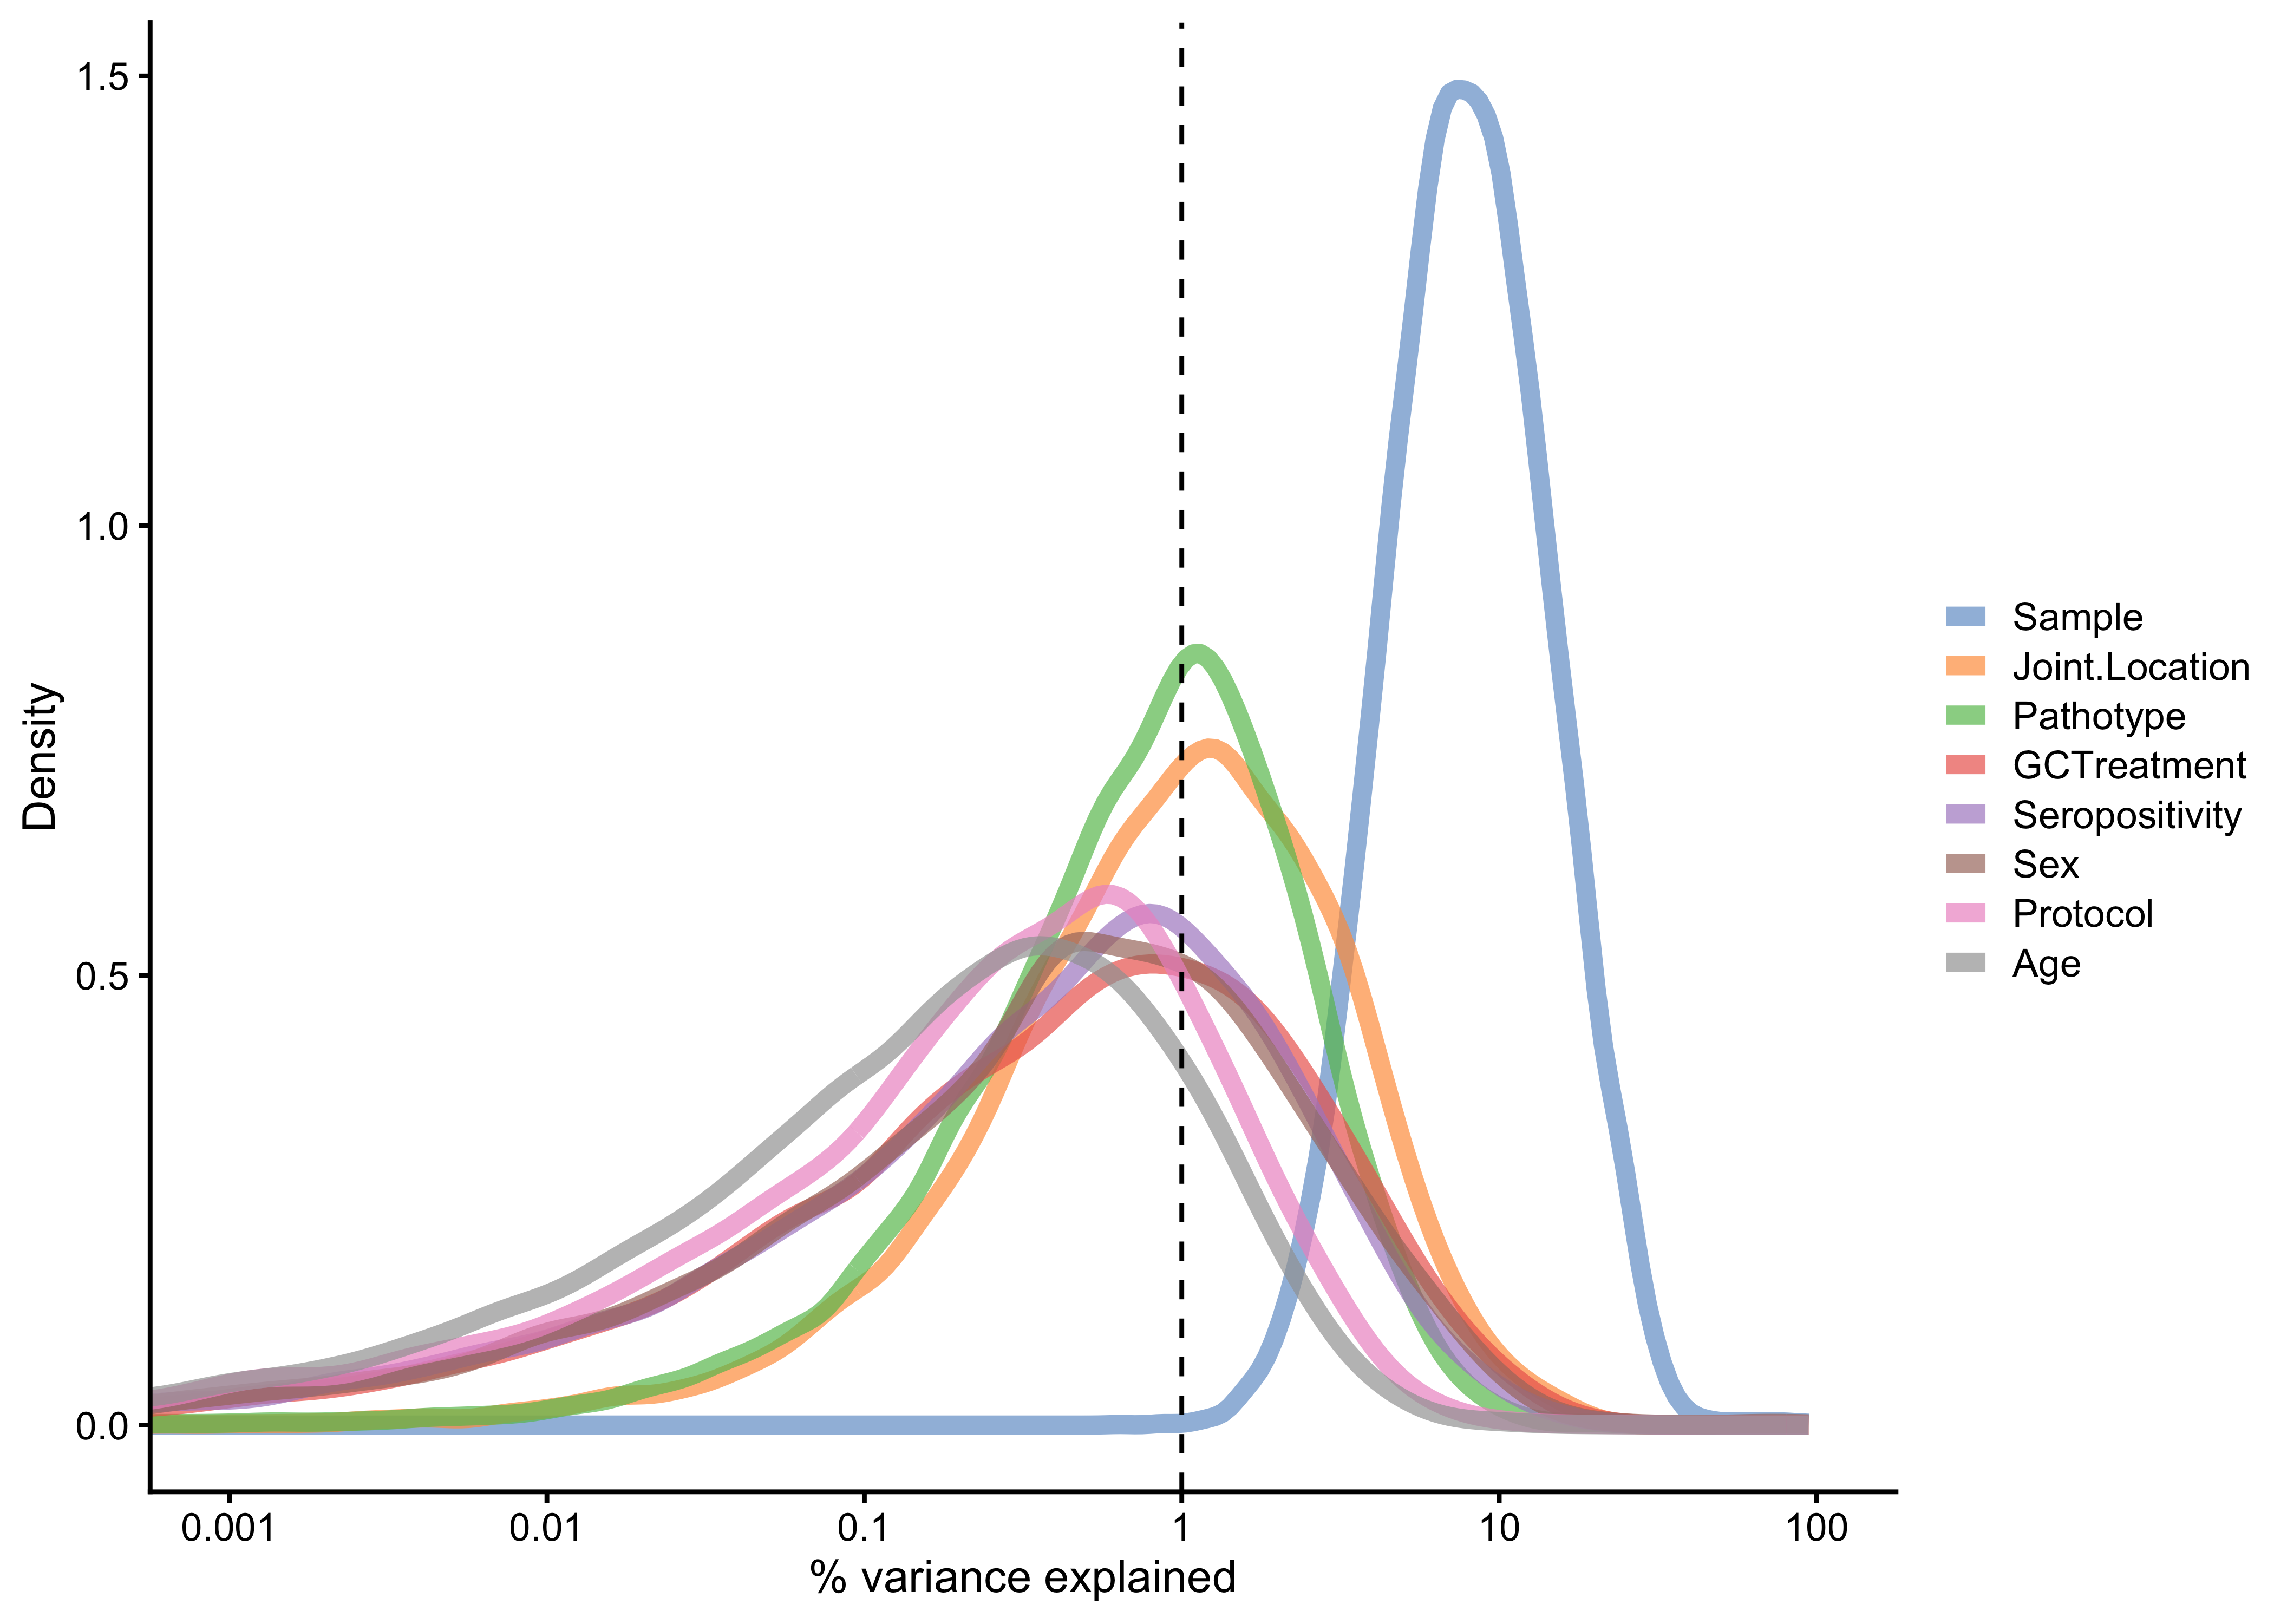 1.5
1.0
0.5
0.0
Density
0.001
0.01
0.1
1
10
100
% variance explained
Sample
Joint.Location
Pathotype
GCTreatment
Seropositivity
Sex
Protocol
Age